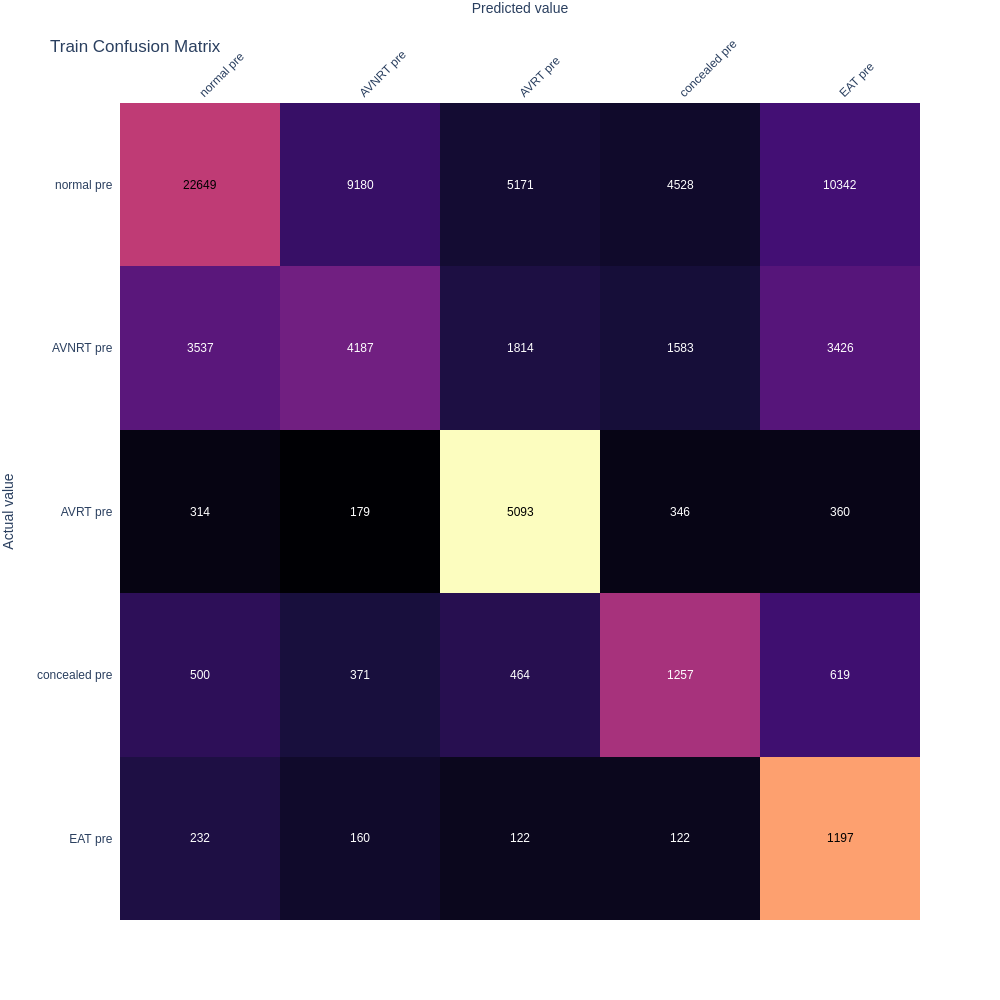 Predicted value
Train Confusion Matrix
normal pre AVNRT pre AVRT pre concealed pre EAT pre
normal pre 22649 9180 5171 4528 10342
AVNRT pre 3537 4187 1814 1583 3426
Actual value
AVRT pre 314 179 5093 346 360
concealed pre 500 371 464 1257 619
EAT pre 232 160 122 122 1197